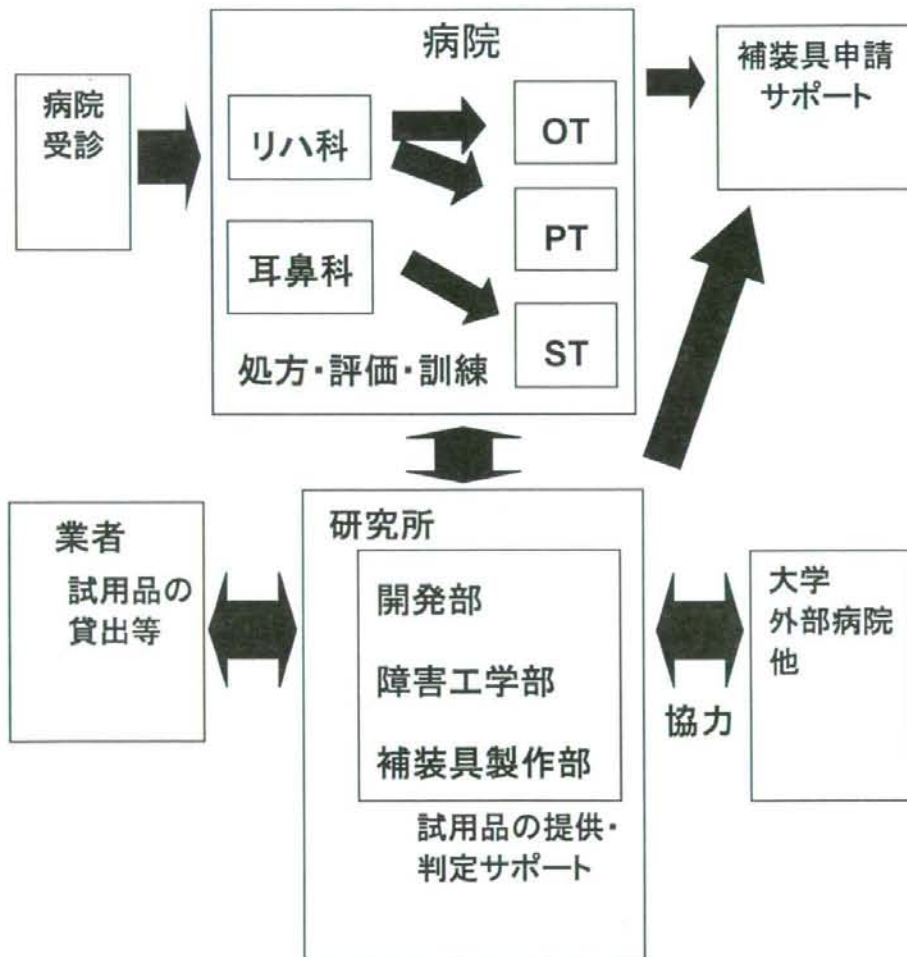 病院
病院
受診
リハ科
耳鼻科
OT
PT
ST
処方・評価・訓練
補装具申請
サポート
業者
試用品の
貸出等
研究所
開発部
障害工学部
補装具製作部
試用品の提供・
判定サポート
大学
外部病院
他
協力